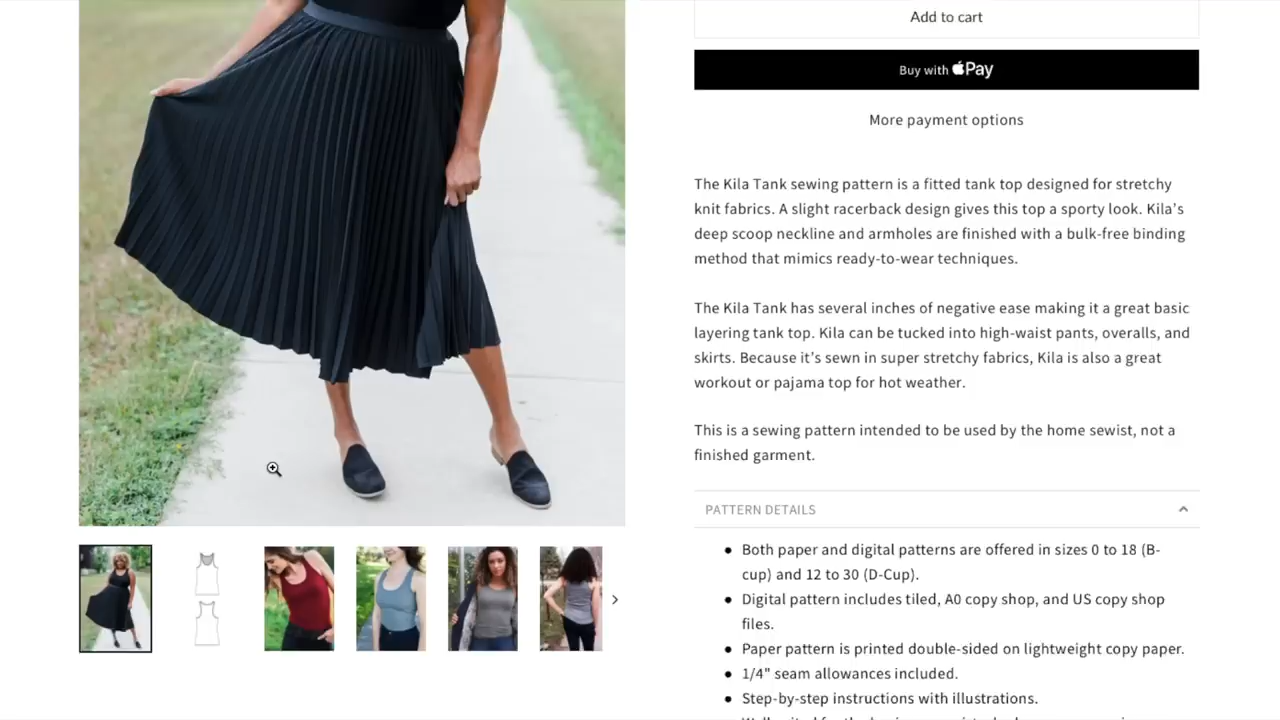 Add to cart
Buy with Pay
More payment options
The Kila Tank sewing pattern is a fitted tank top designed for stretchy
knit fabrics. A slight racerback design gives this top a sporty look. Kila’s
deep scoop neckline and armholes are finished with a bulk-free binding
method that mimics ready-to-wear techniques.
The Kila Tank has several inches of negative ease making it a great basic
layering tank top. Kila can be tucked into high-waist pants, overalls, and
skirts. Because it’s sewn in super stretchy fabrics, Kila is also a great
workout or pajama top for hot weather.
This is a sewing pattern intended to be used by the home sewist, not a
finished garment.
PATTERN DETAILS
● Both paper and digital patterns are offered in sizes 0 to 18 (B-
cup) and 12 to 30 (D-Cup).
● Digital pattern includes tiled, A0 copy shop, and US copy shop
files.
● Paper pattern is printed double-sided on lightweight copy paper.
● 1/4" seam allowances included.
● Step-by-step instructions with illustrations.